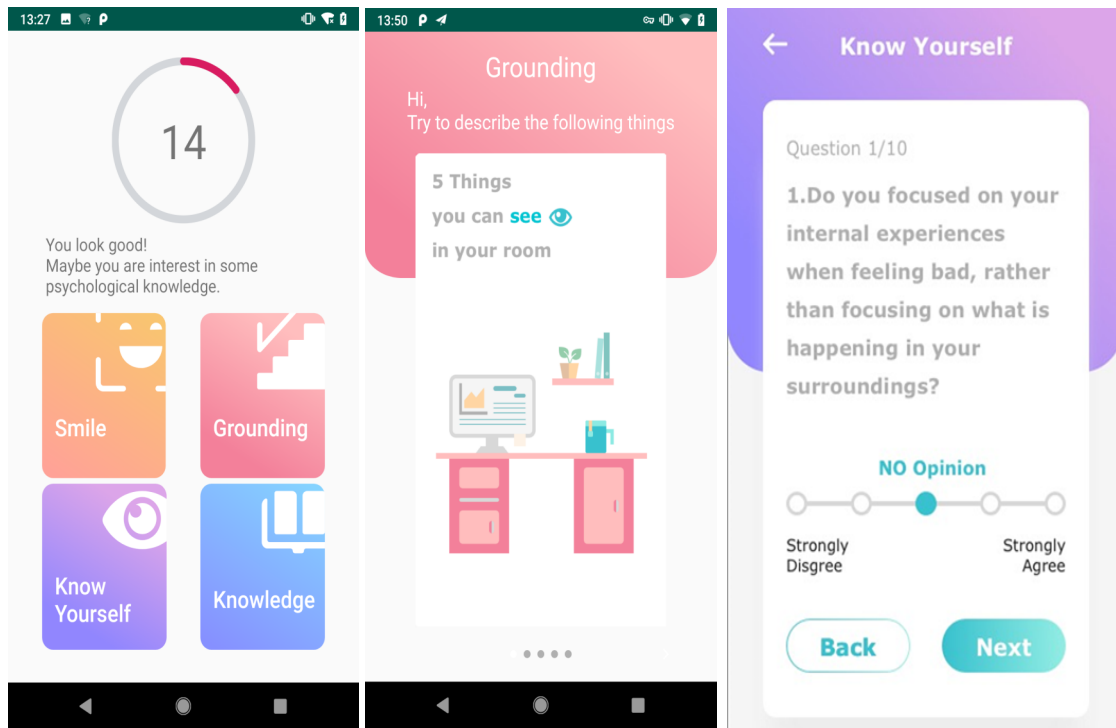 13:27
14
You look good!
Maybe you are interest in some
psychological knowledge.
Smile
Grounding
Know
Yourself
Knowledge
13:50
Grounding
Hi,
Try to describe the following things
5 Things
you can see
in your room
Know Yourself
Question 1/10
1.Do you focused on your
internal experiences
when feeling bad, rather
than focusing on what is
happening in your
surroundings?
NO Opinion
Strongly
Disgree
Strongly
Agree
Back
Next